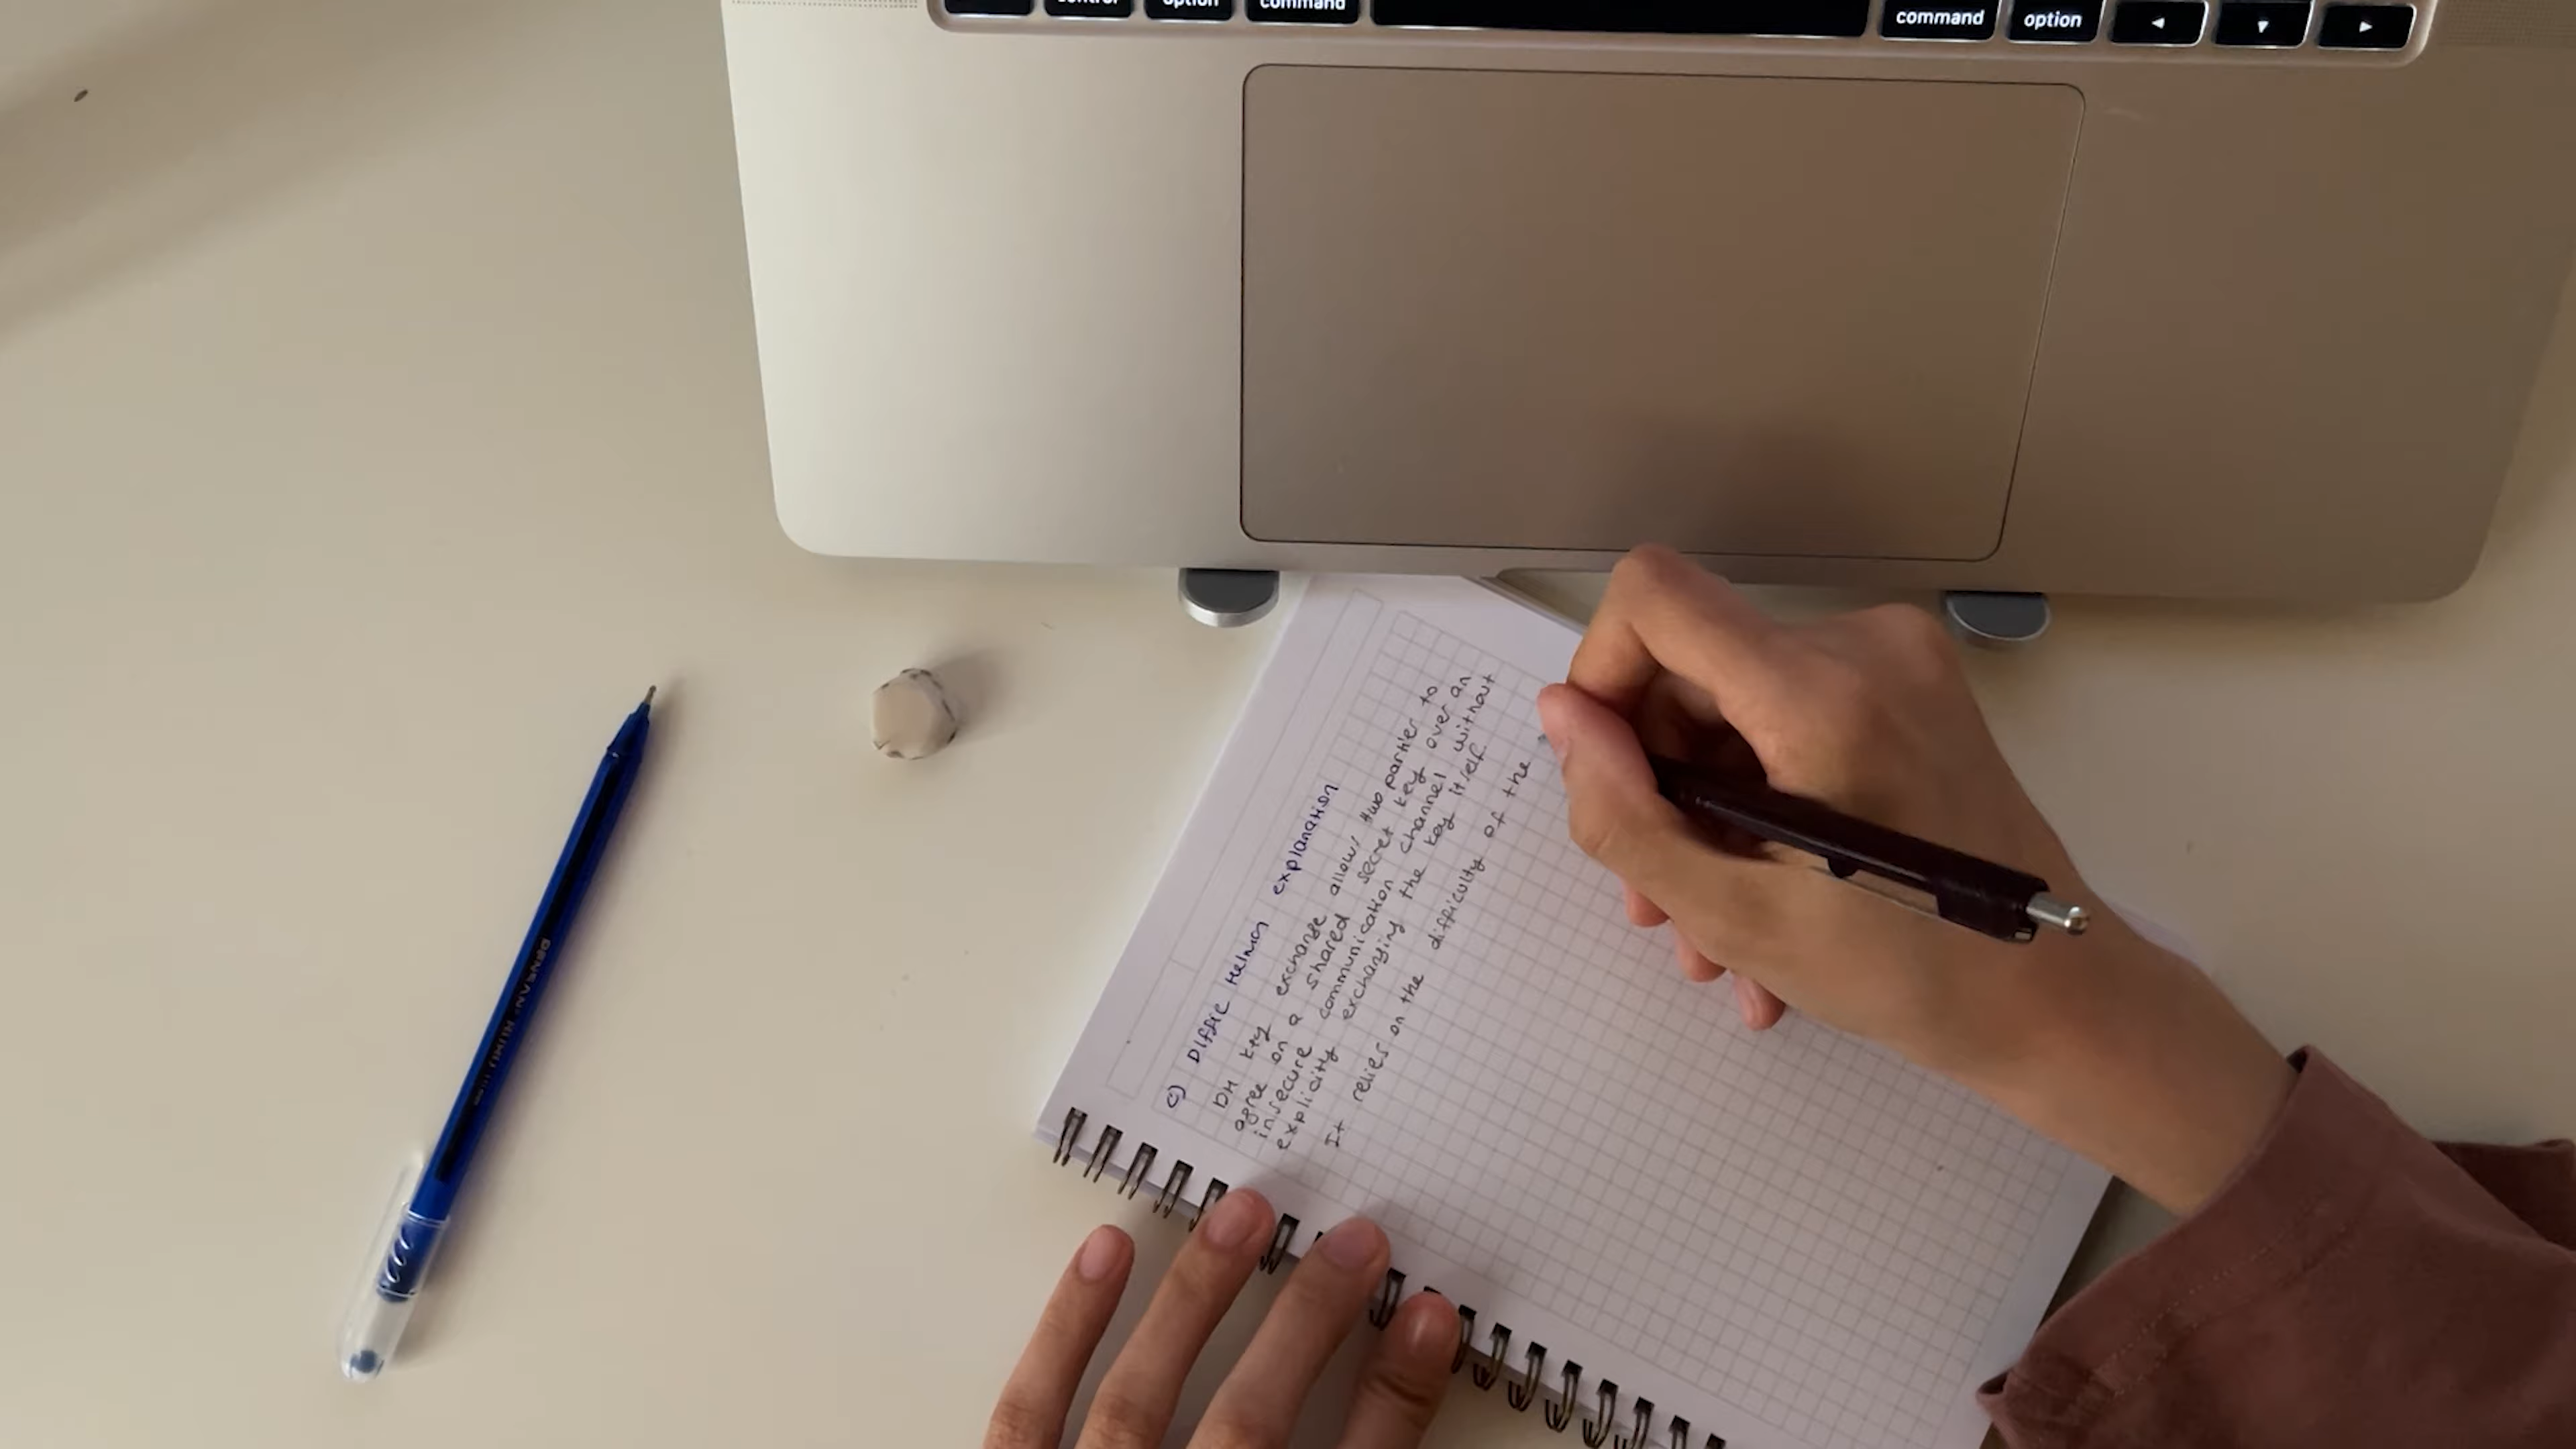 control option command command option ◄ ▼ ►
c) Diffie Helman explanation
DH key exchange allows two parties to
agree on a shared secret key over an
insecure communication channel without
explicitly exchanging the key itself.
It relies on the difficulty of the